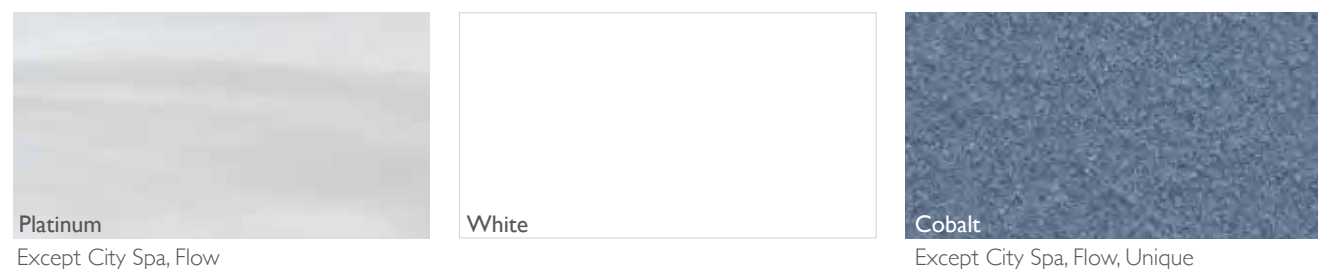 Platinum
Except City Spa, Flow
White
Cobalt
Except City Spa, Flow, Unique